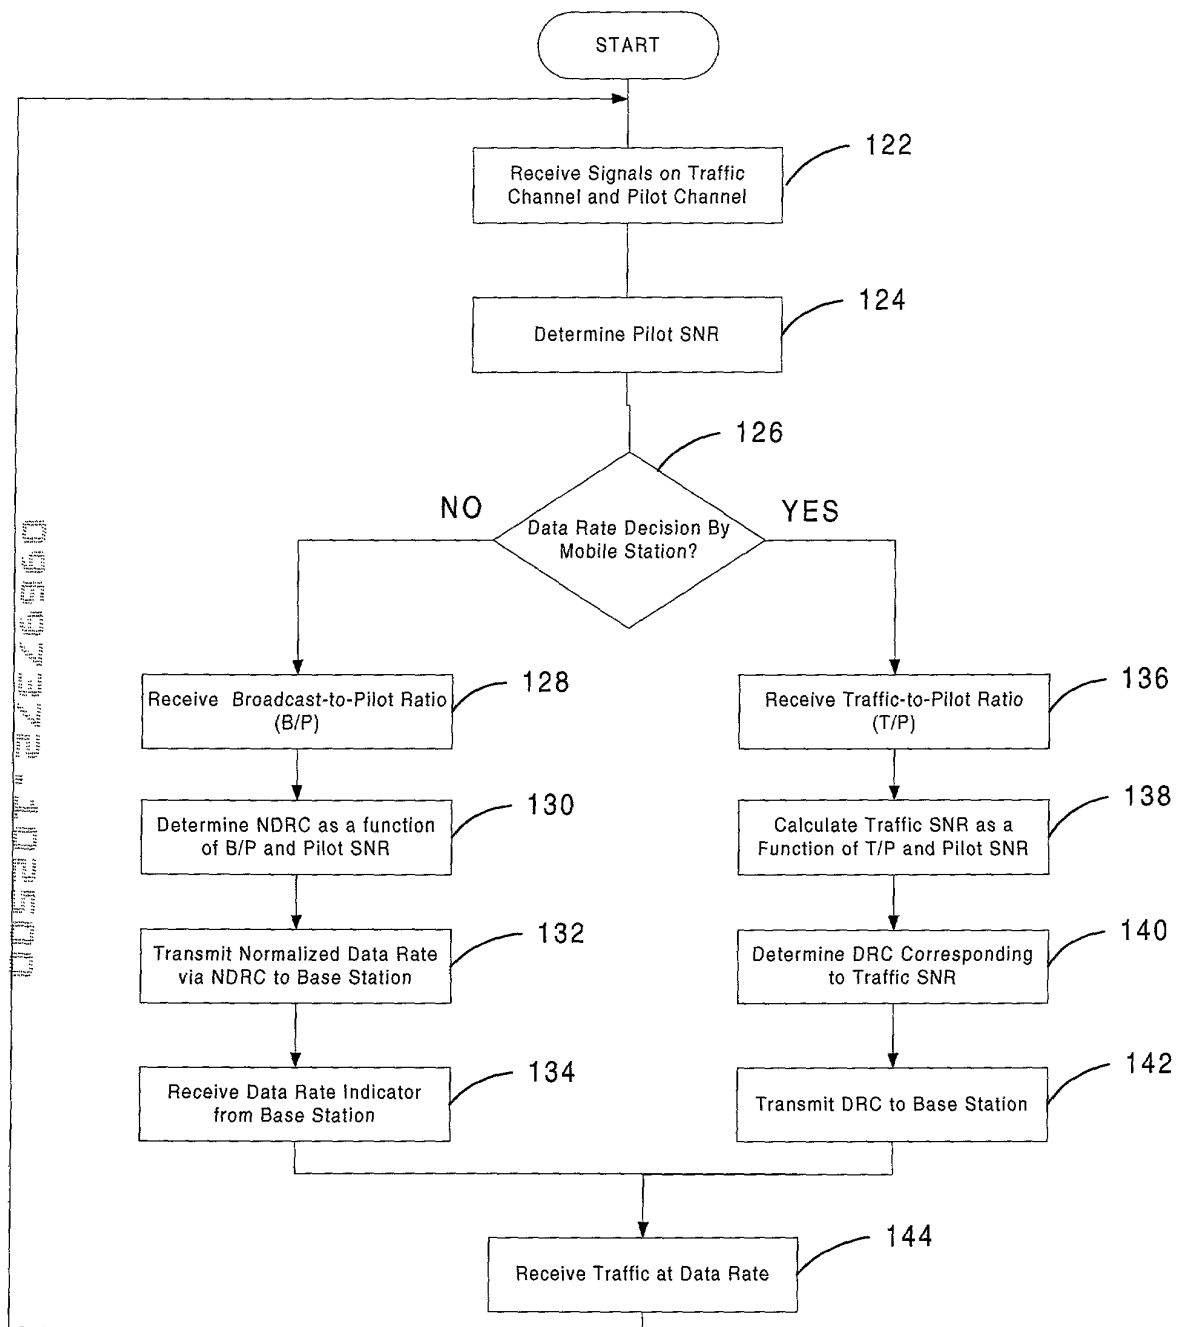 START
122
Receive Signals on Traffic
Channel and Pilot Channel
124
Determine Pilot SNR
126
NO
YES
Data Rate Decision By
Mobile Station?
128
Receive Broadcast-to-Pilot Ratio
(B/P)
136
Receive Traffic-to-Pilot Ratio
(T/P)
130
Determine NDRC as a function
of B/P and Pilot SNR
138
Calculate Traffic SNR as a
Function of T/P and Pilot SNR
132
Transmit Normalized Data Rate
via NDRC to Base Station
140
Determine DRC Corresponding
to Traffic SNR
134
Receive Data Rate Indicator
from Base Station
142
Transmit DRC to Base Station
144
Receive Traffic at Data Rate